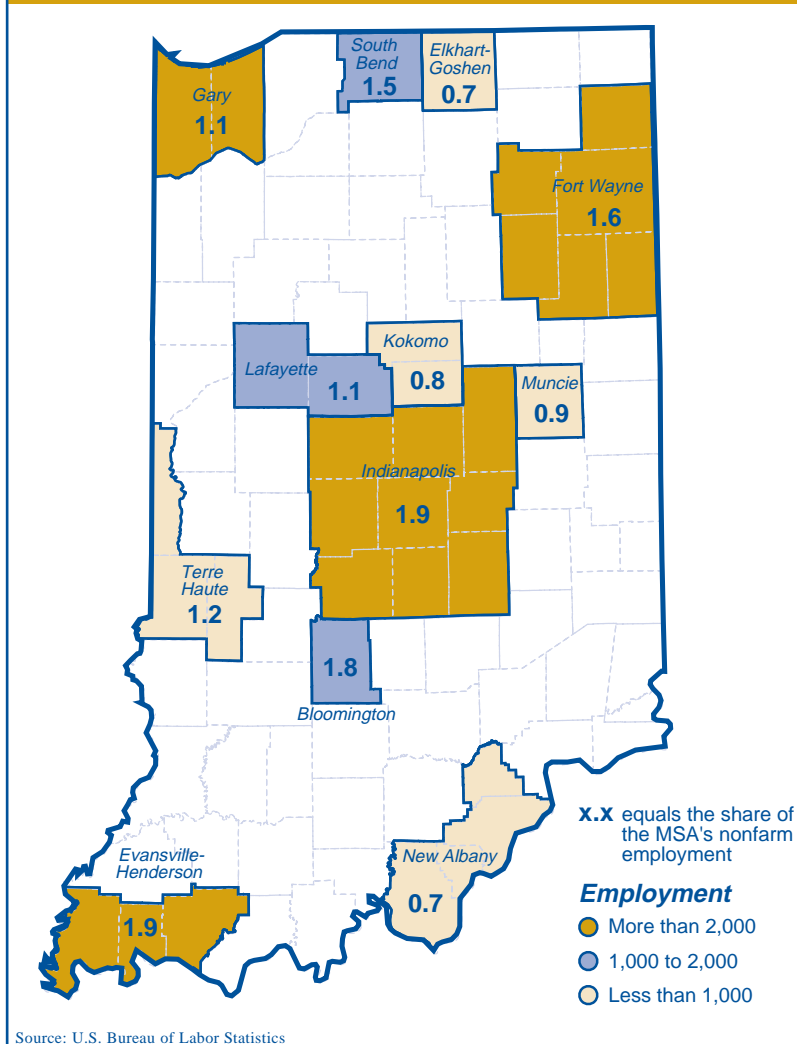 South
Bend
1.5
Elkhart-
Goshen
0.7
Gary
1.1
Fort Wayne
1.6
Kokomo
0.8
Lafayette
1.1
Muncie
0.9
Indianapolis
1.9
Terre
Haute
1.2
1.8
Bloomington
x.x equals the share of
the MSA's nonfarm
employment
Evansville-
Henderson
1.9
New Albany
0.7
Employment
More than 2,000
1,000 to 2,000
Less than 1,000
Source: U.S. Bureau of Labor Statistics